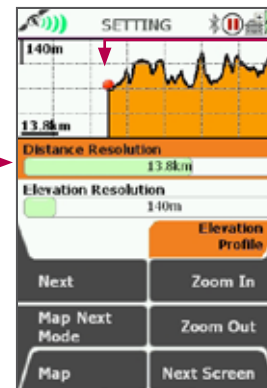 SETTING
140m
13.8km
Distance Resolution
13.8km
Elevation Resolution
140m
Elevation
Profile
Next
Zoom In
Map Next
Mode
Zoom Out
Map
Next Screen